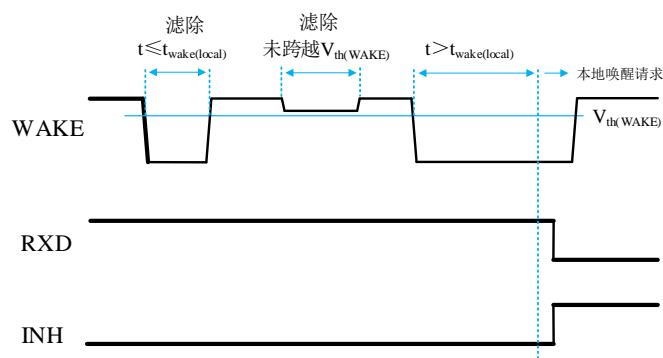 滤除
t≤twake(local)
滤除
未跨越Vth(WAKE)
t>twake(local)
本地唤醒请求
WAKE
Vth(WAKE)
RXD
INH